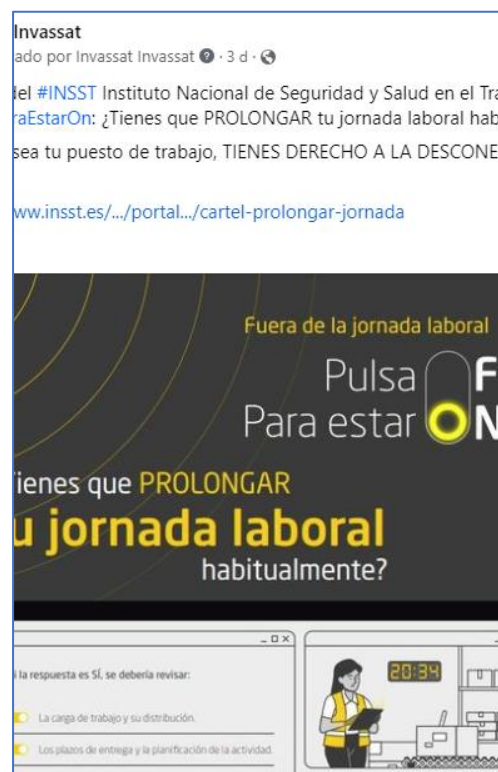 Invassat
ado por Invassat Invassat · 3 d ·
del #INSST Instituto Nacional de Seguridad y Salud en el Tra
raEstarOn: ¿Tienes que PROLONGAR tu jornada laboral hab
sea tu puesto de trabajo, TIENES DERECHO A LA DESCONE
ww.insst.es/.../portal.../cartel-prolongar-jornada
Fuera de la jornada laboral
Pulsa F
Para estar ON
Tienes que PROLONGAR
u jornada laboral
habitualmente?
i la respuesta es SÍ, se debería revisar:
La carga de trabajo y su distribución.
Los plazos de entrega y la planificación de la actividad.
20:34